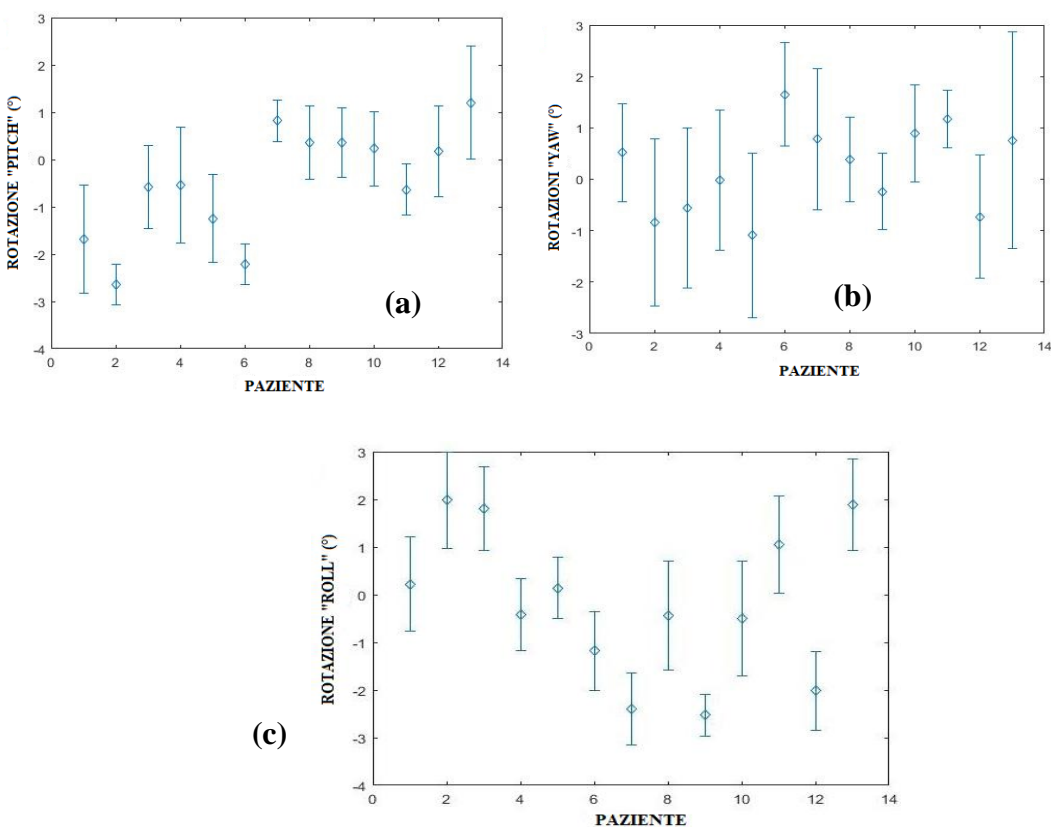 ROTAZIONE "PITCH" (°)
3
2
1
0
-1
-2
-3
-4
0 2 4 6 8 10 12 14
PAZIENTE
(a)
ROTAZIONI "YAW" (°)
3
2
1
0
-1
-2
-3
0 2 4 6 8 10 12 14
PAZIENTE
(b)
ROTAZIONE "ROLL" (°)
3
2
1
0
-1
-2
-3
-4
0 2 4 6 8 10 12 14
PAZIENTE
(c)